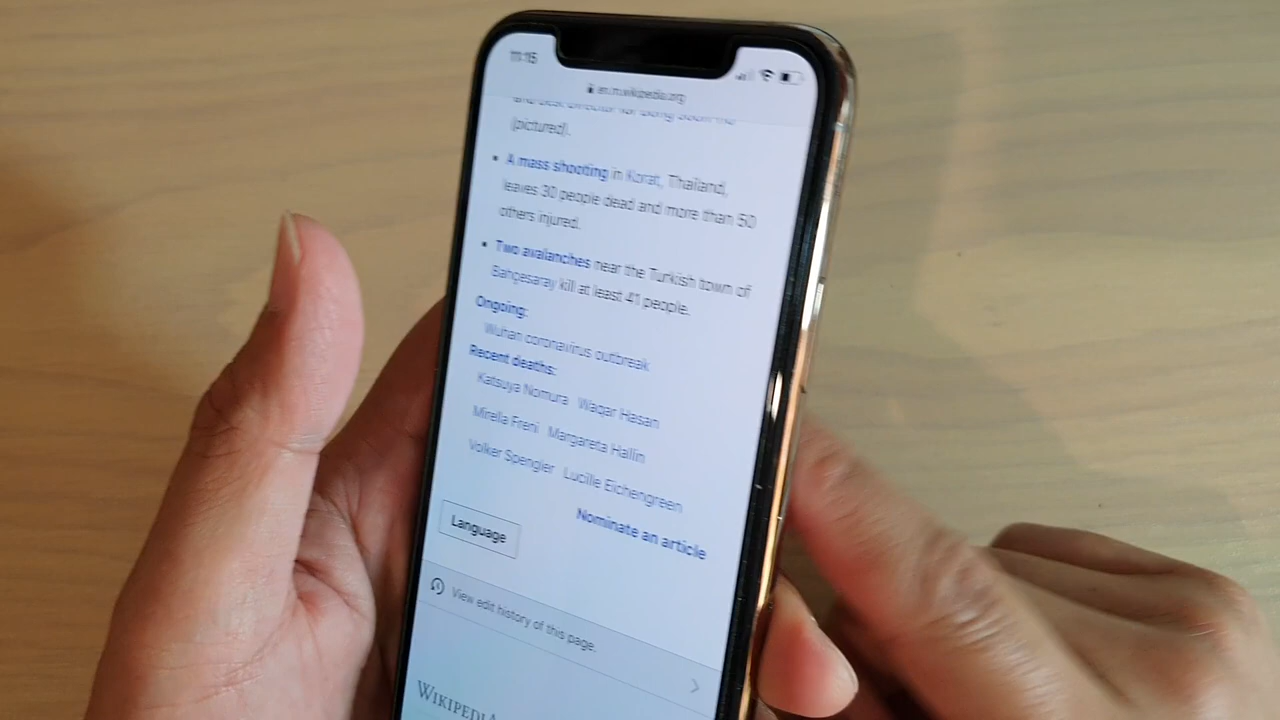 11:15
en.m.wikipedia.org
and best director for Bong Joon-ho
(pictured).
A mass shooting in Korat, Thailand,
leaves 30 people dead and more than 50
others injured.
Two avalanches near the Turkish town of
Bahçesaray kill at least 41 people.
Ongoing:
Wuhan coronavirus outbreak
Recent deaths:
Katsuya Nomura Waqar Hasan
Mirella Freni Margareta Hallin
Volker Spengler Lucille Eichengreen
Nominate an article
Language
View edit history of this page.
WIKIPEDIA